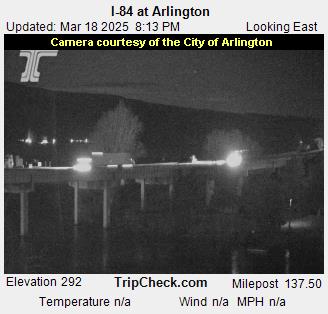 I-84 at Arlington
Updated: Mar 18 2025 8:13 PM Looking East
Camera courtesy of the City of Arlington
Elevation 292 TripCheck.com Milepost 137.50
Temperature n/a Wind n/a MPH n/a